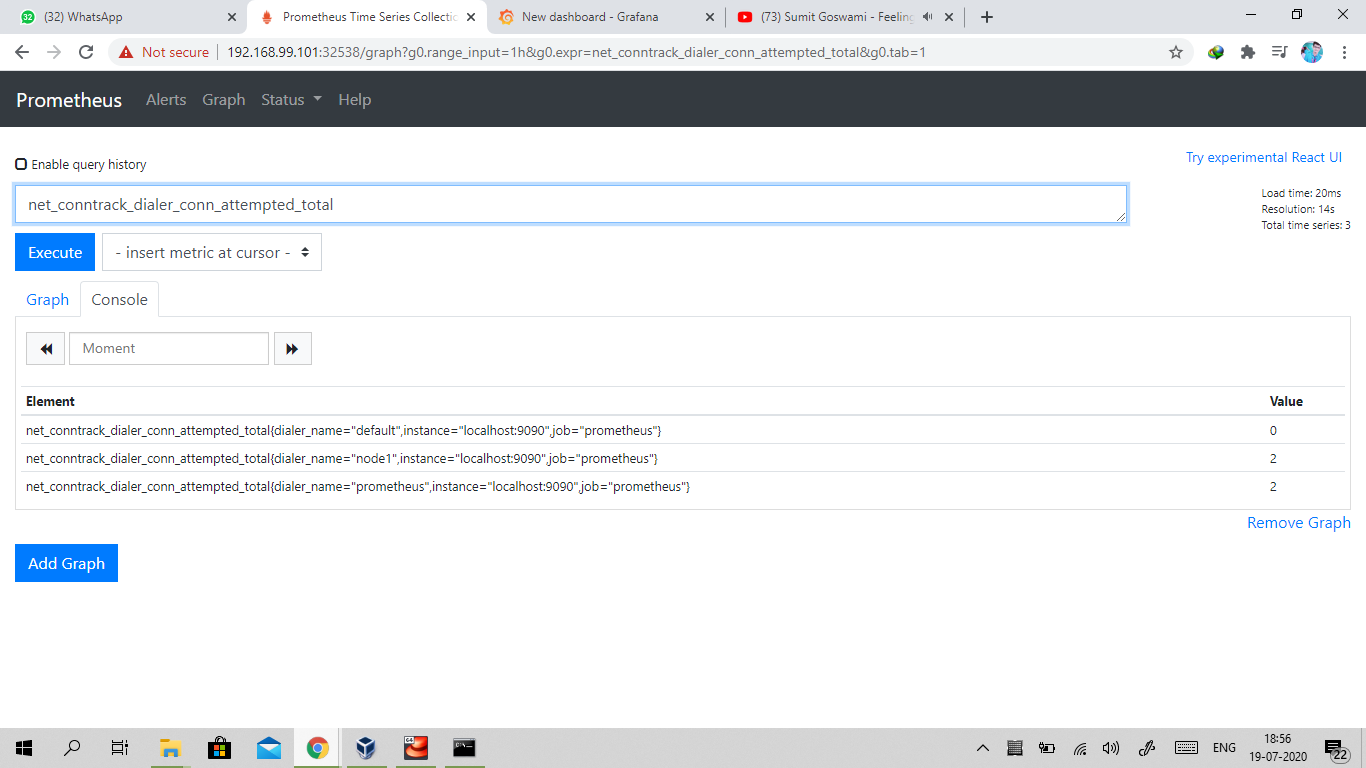 (32) WhatsApp
Prometheus Time Series Collectio
New dashboard - Grafana
(73) Sumit Goswami - Feeling
Not secure
192.168.99.101:32538/graph?g0.range_input=1h&g0.expr=net_conntrack_dialer_conn_attempted_total&g0.tab=1
Prometheus Alerts Graph Status Help
Enable query history
Try experimental React UI
net_conntrack_dialer_conn_attempted_total
Load time: 20ms
Resolution: 14s
Total time series: 3
Execute
- insert metric at cursor -
Graph Console
Moment
Element Value
net_conntrack_dialer_conn_attempted_total{dialer_name="default",instance="localhost:9090",job="prometheus"} 0
net_conntrack_dialer_conn_attempted_total{dialer_name="node1",instance="localhost:9090",job="prometheus"} 2
net_conntrack_dialer_conn_attempted_total{dialer_name="prometheus",instance="localhost:9090",job="prometheus"} 2
Remove Graph
Add Graph
ENG
18:56
19-07-2020
22